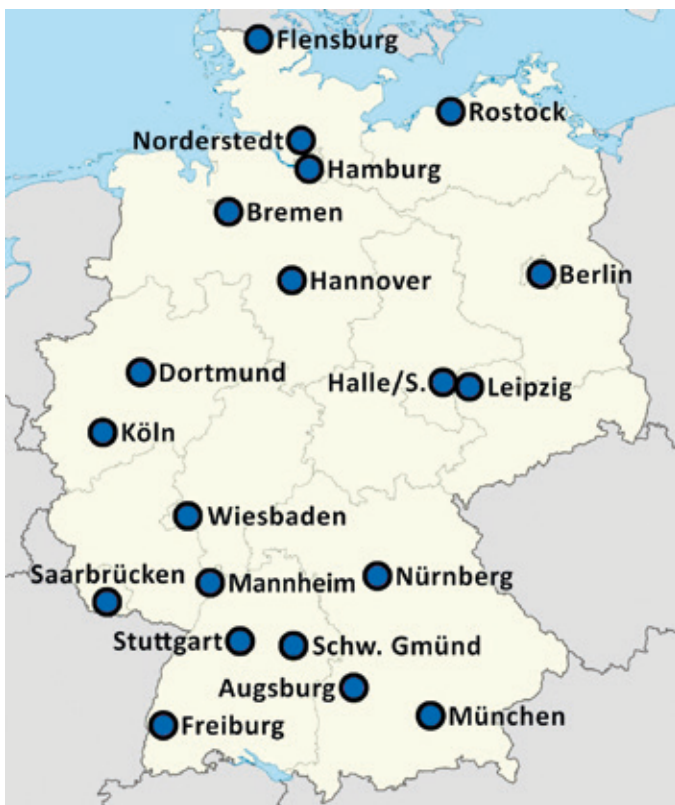 Flensburg
Rostock
Norderstedt
Hamburg
Bremen
Hannover
Berlin
Dortmund
Halle/S.
Leipzig
Köln
Wiesbaden
Saarbrücken
Mannheim
Nürnberg
Stuttgart
Schw. Gmünd
Augsburg
München
Freiburg